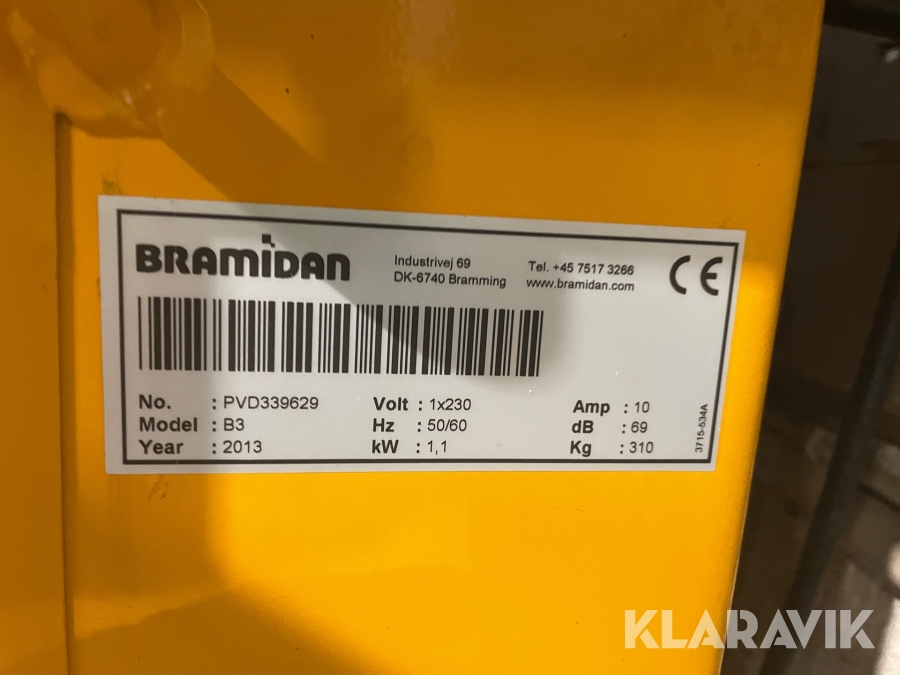 BRAMIDAN
Industrivej 69
DK-6740 Bramming
Tel. +45 7517 3266
www.bramidan.com
CE
No. : PVD339629
Model : B3
Year : 2013
Volt : 1x230
Hz : 50/60
kW : 1,1
Amp : 10
dB : 69
Kg : 310
3715-534A
KLARAVIK